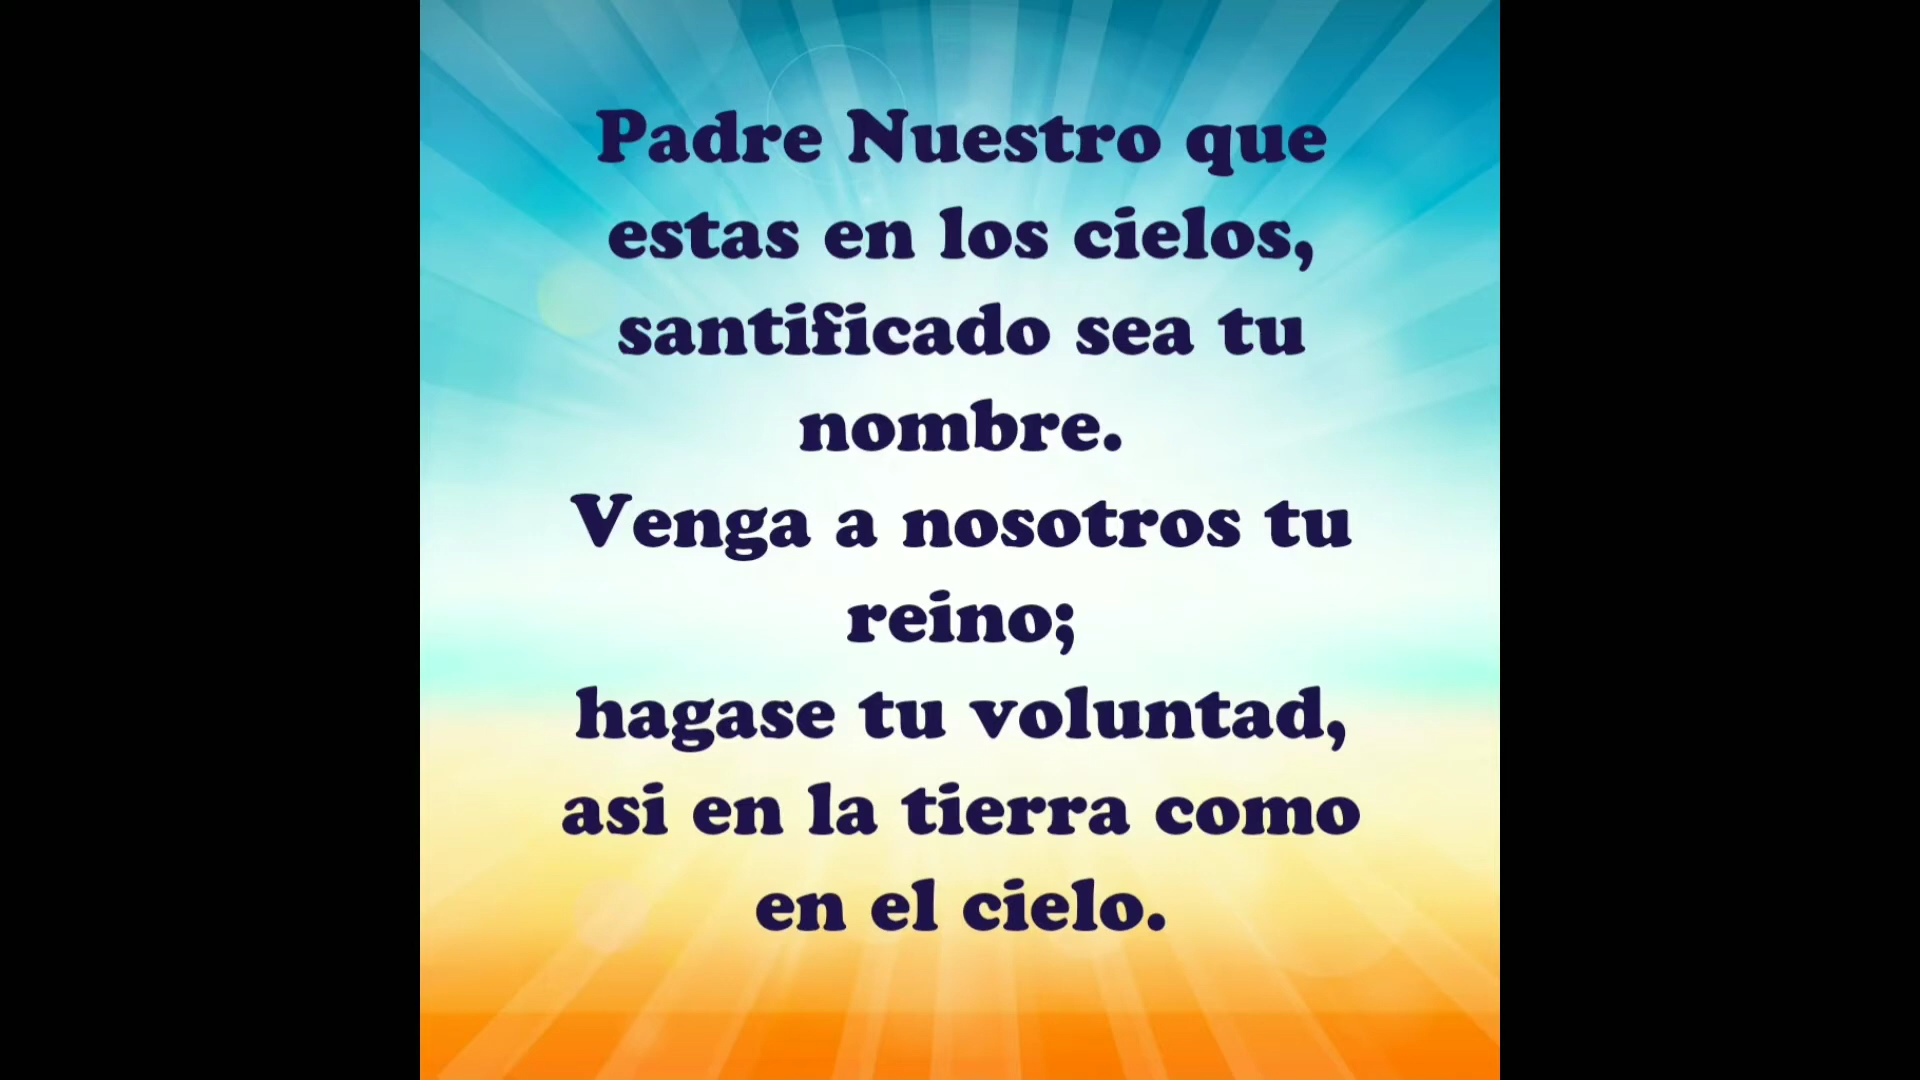 Padre Nuestro que
estas en los cielos,
santificado sea tu
nombre.
Venga a nosotros tu
reino;
hagase tu voluntad,
asi en la tierra como
en el cielo.